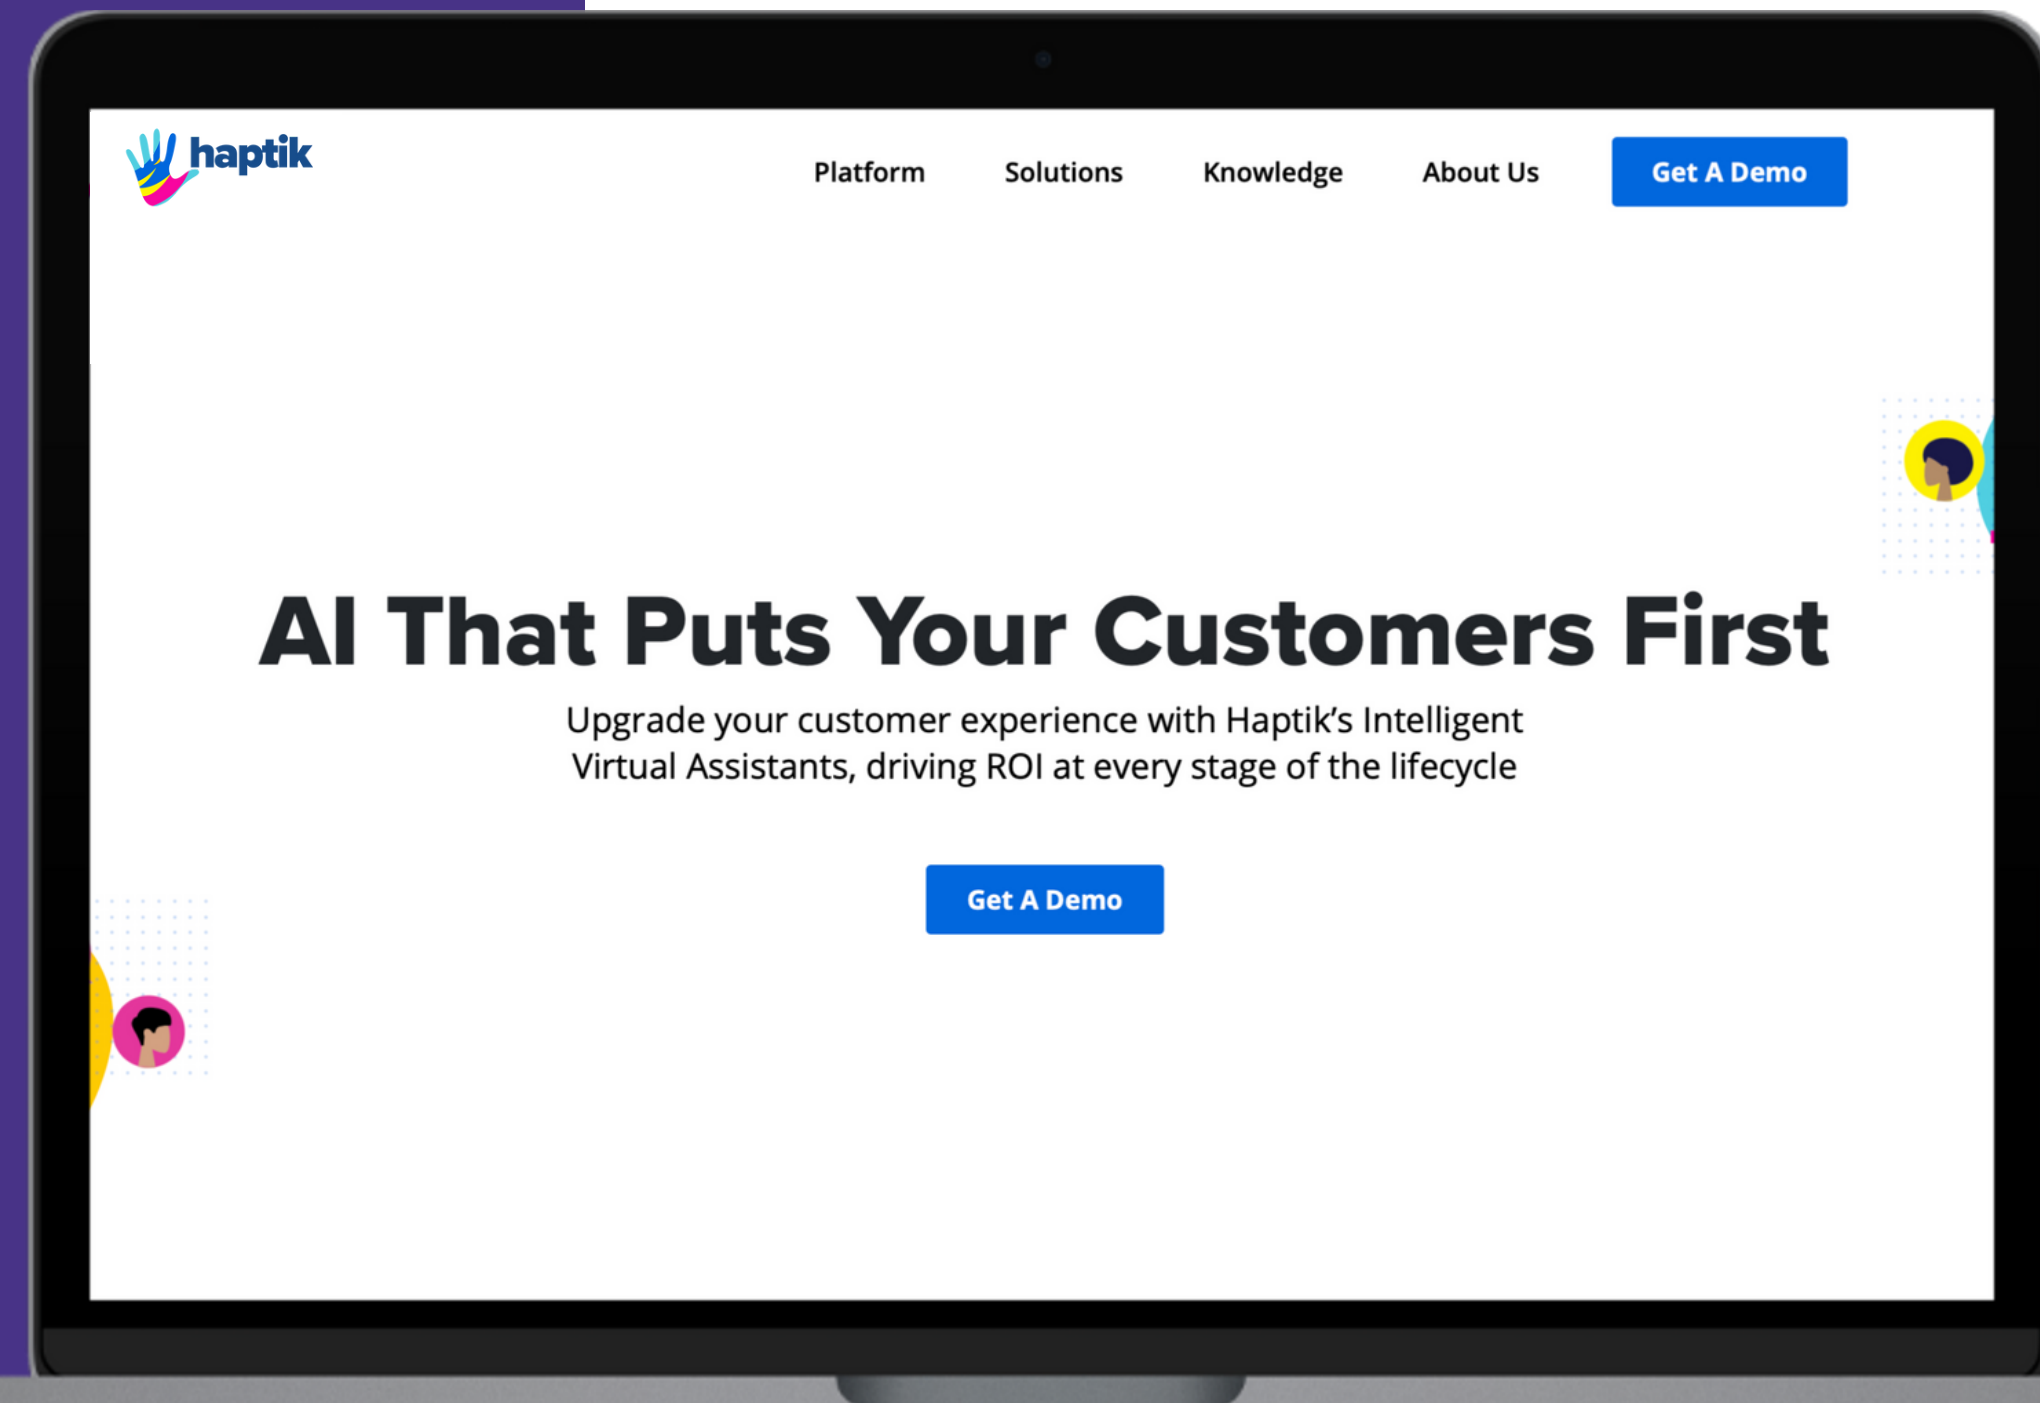 haptik
Platform Solutions Knowledge About Us Get A Demo
AI That Puts Your Customers First
Upgrade your customer experience with Haptik’s Intelligent
Virtual Assistants, driving ROI at every stage of the lifecycle
Get A Demo